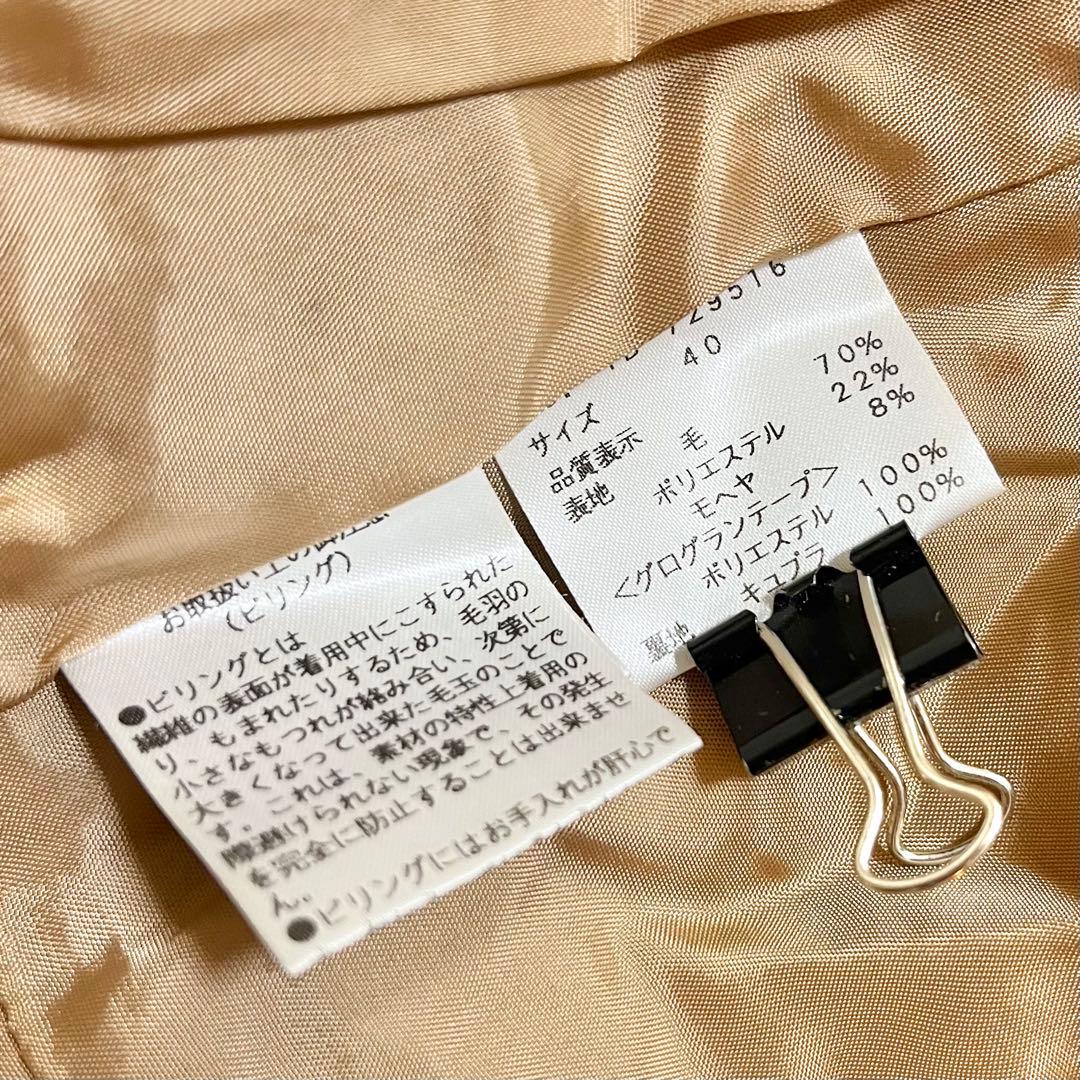 お取扱い上の御注意
(ピリング)
●ピリングとは
繊維の表面が着用中にこすられた
り、もまれたりするため、毛羽の
小さなもつれが絡み合い、次第に
大きくなって出来た毛玉のことで
す。これは、素材の特性上着用の
際避けられない現象で、その発生
を完全に防止することは出来ませ
ん。
●ピリングにはお手入れが肝心で
729516
サイズ 40
品質表示
表地 毛 70%
ポリエステル 22%
モヘヤ 8%
<グログランテープ>
ポリエステル 100%
裏地 キュプラ 100%